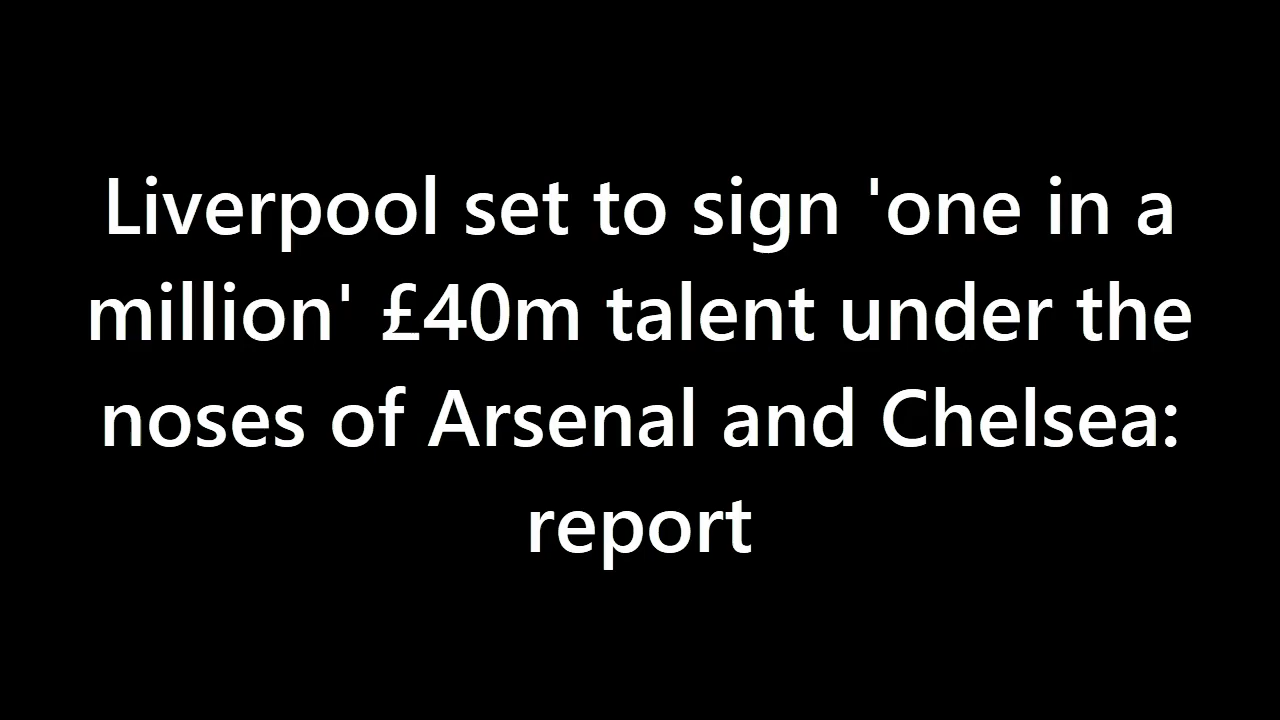 Liverpool set to sign 'one in a
million' £40m talent under the
noses of Arsenal and Chelsea:
report